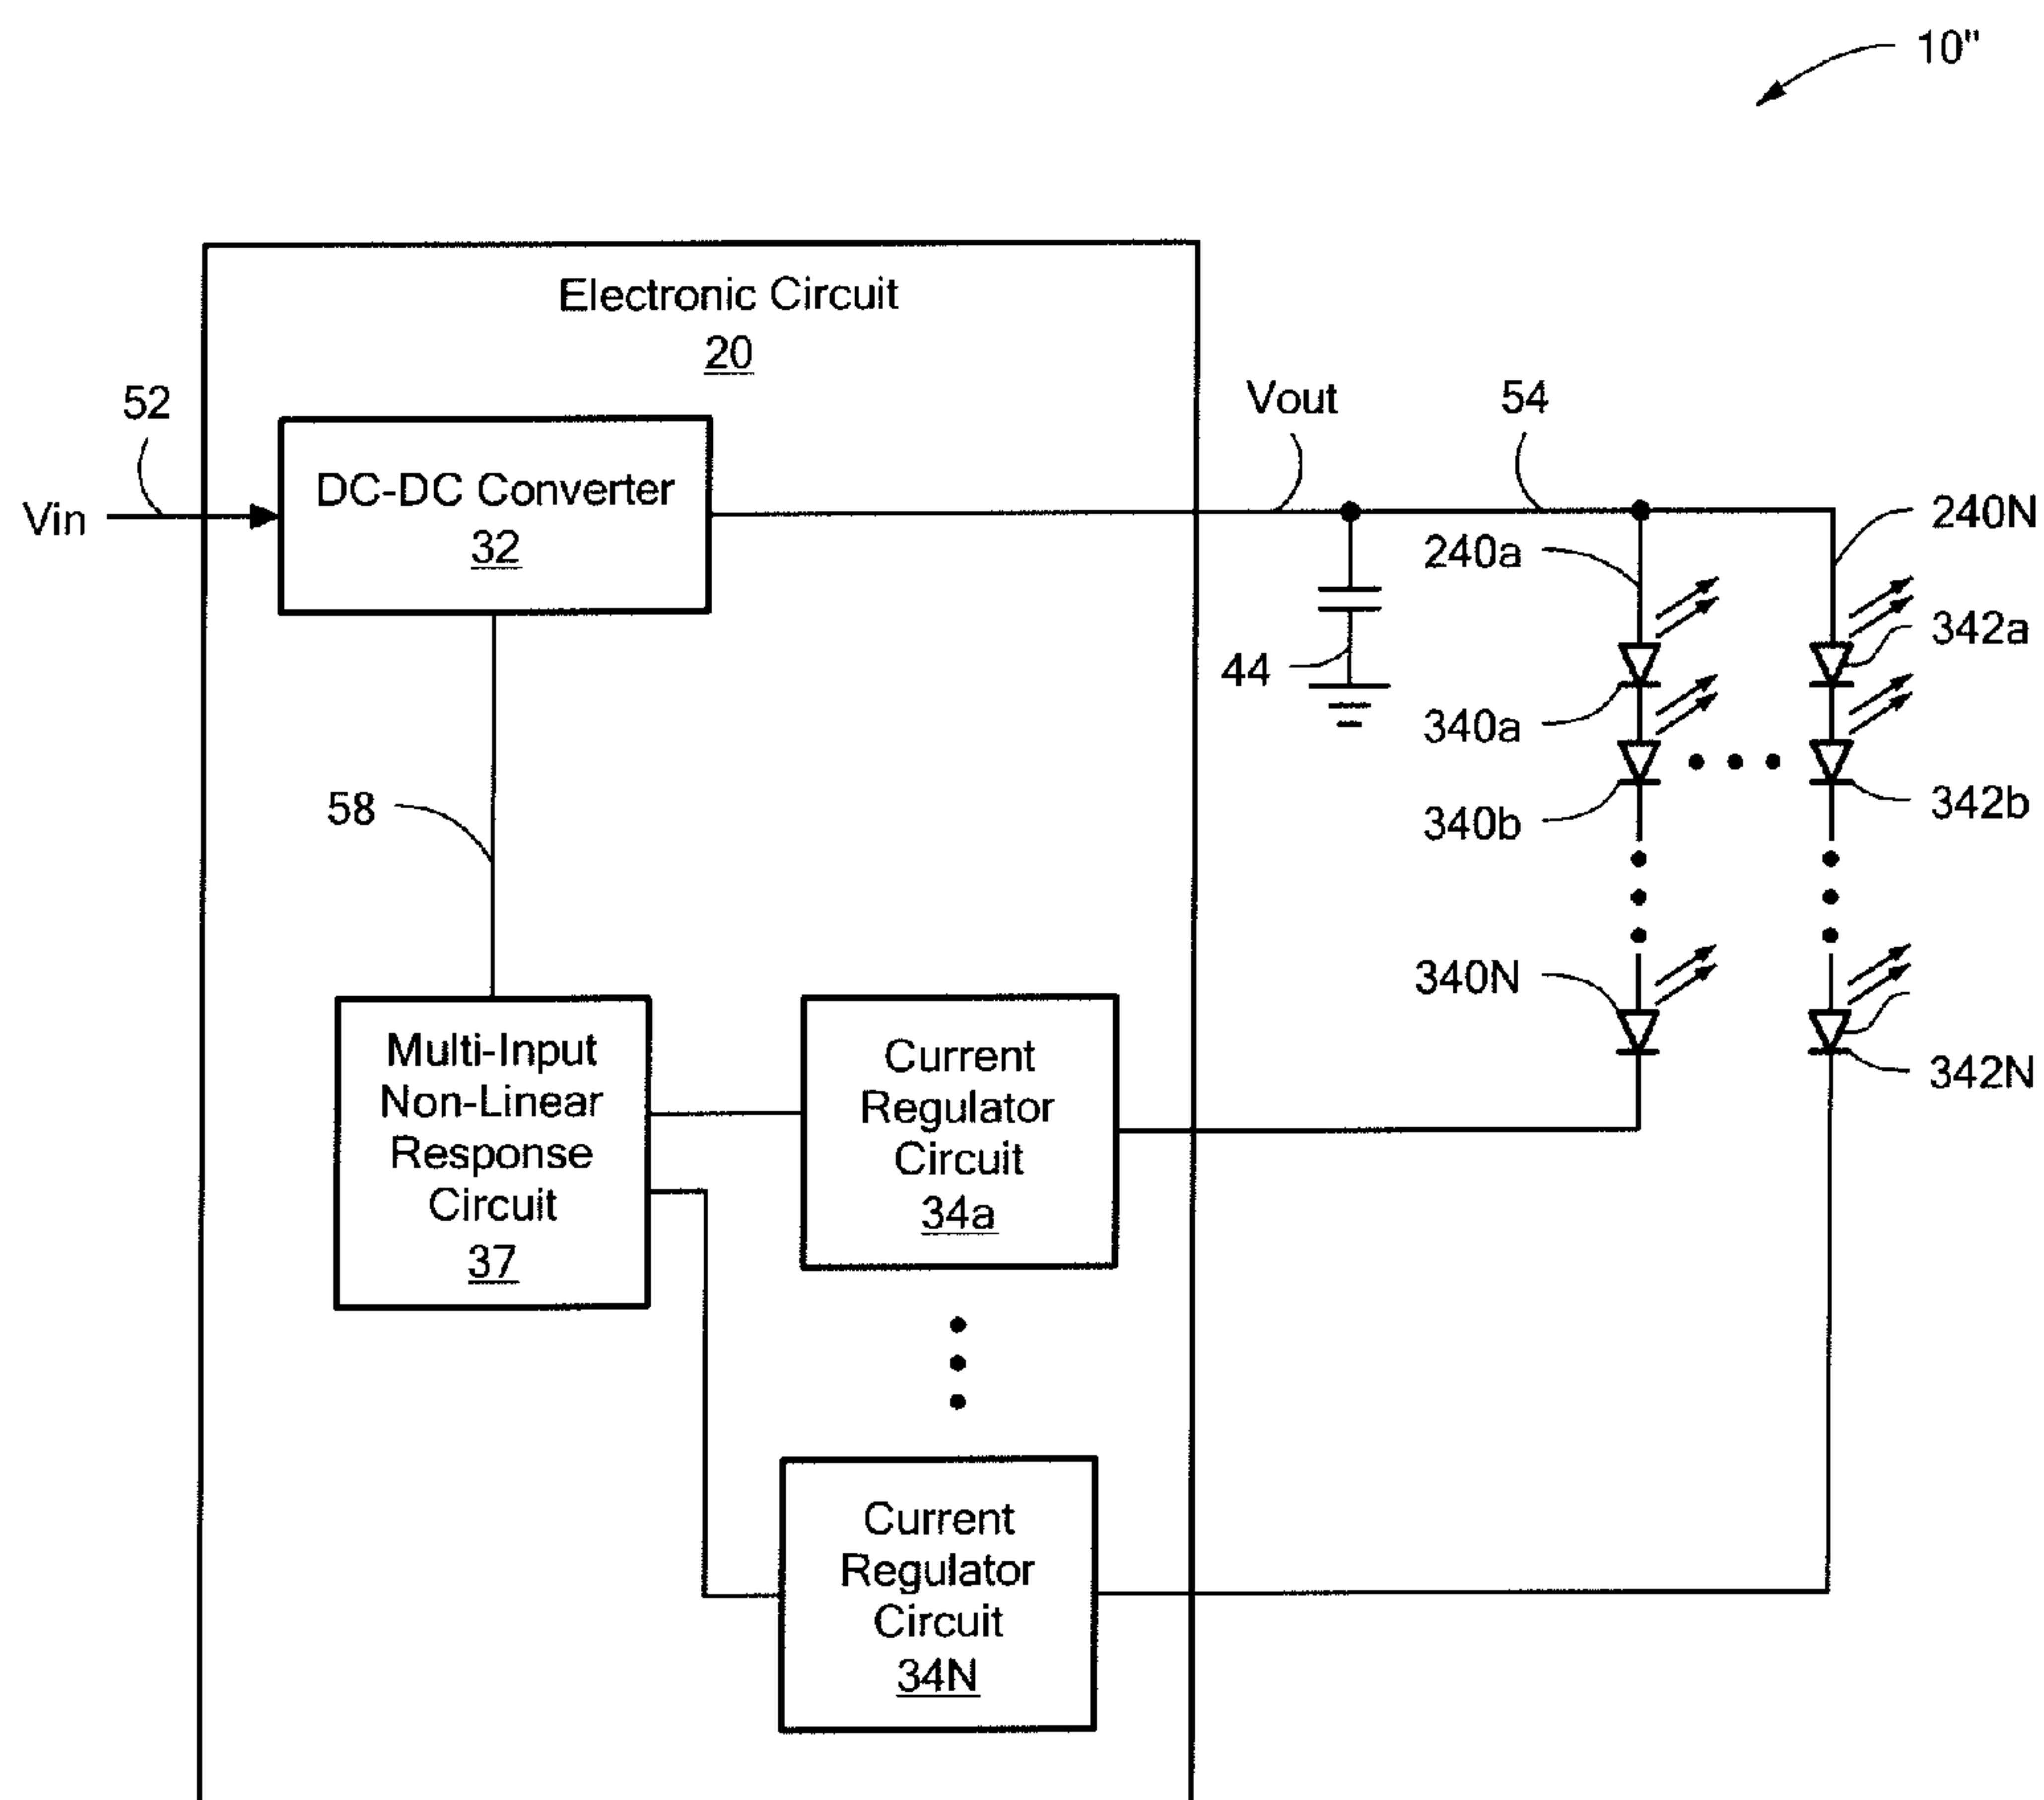 10"
Electronic Circuit
20
52
Vout
54
Vin
DC-DC Converter
32
240a
240N
44
342a
340a
58
340b
342b
340N
342N
Multi-Input
Non-Linear
Response
Circuit
37
Current
Regulator
Circuit
34a
Current
Regulator
Circuit
34N